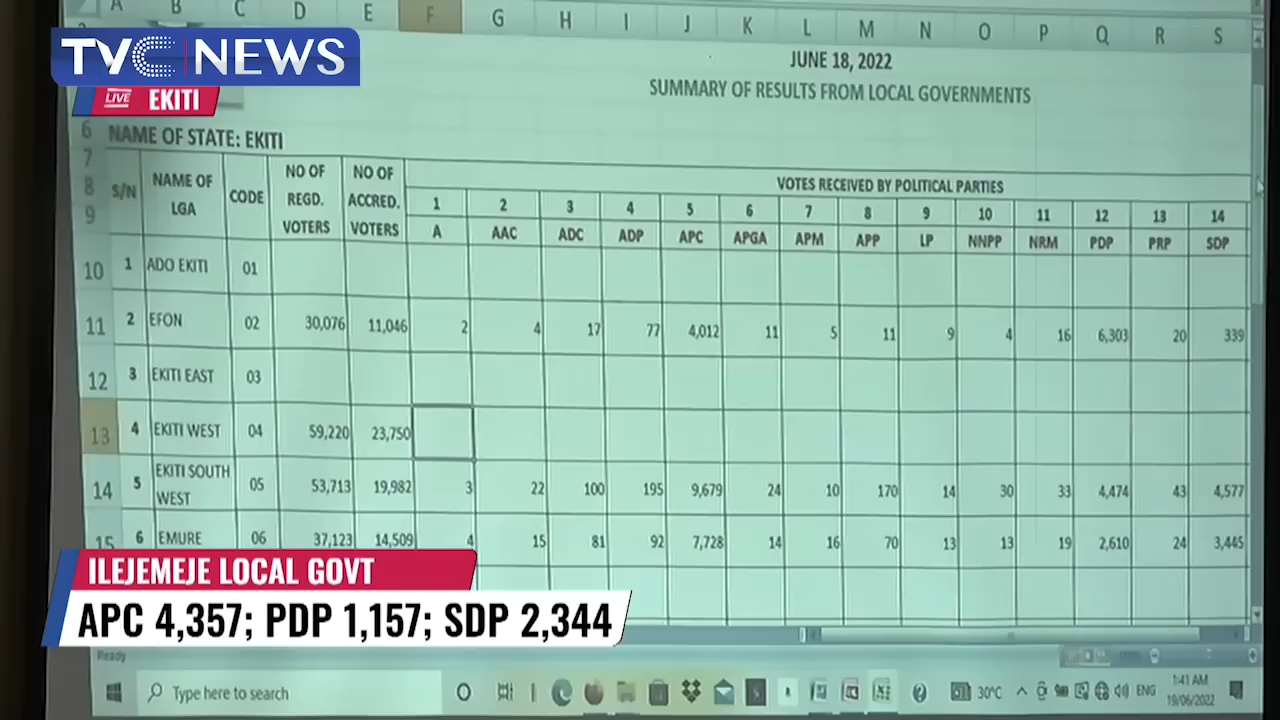 A B C D E F G H I J K L M N O P Q R S
TVC NEWS
LIVE EKITI
JUNE 18, 2022
SUMMARY OF RESULTS FROM LOCAL GOVERNMENTS
6 NAME OF STATE: EKITI
7
8
9
S/N NAME OF LGA CODE NO OF REGD. VOTERS NO OF ACCRED. VOTERS VOTES RECEIVED BY POLITICAL PARTIES
1 2 3 4 5 6 7 8 9 10 11 12 13 14
A AAC ADC ADP APC APGA APM APP LP NNPP NRM PDP PRP SDP
10 1 ADO EKITI 01
11 2 EFON 02 30,076 11,046 2 4 17 77 4,012 11 5 11 9 4 16 6,303 20 339
12 3 EKITI EAST 03
13 4 EKITI WEST 04 59,220 23,750
14 5 EKITI SOUTH WEST 05 53,713 19,982 3 22 100 195 9,679 24 10 170 14 30 33 4,474 43 4,577
15 6 EMURE 06 37,123 14,509 4 15 81 92 7,728 14 16 70 13 13 19 2,610 24 3,445
ILEJEMEJE LOCAL GOVT
APC 4,357; PDP 1,157; SDP 2,344
Ready
Type here to search
30°C ENG 1:41 AM
19/06/2022